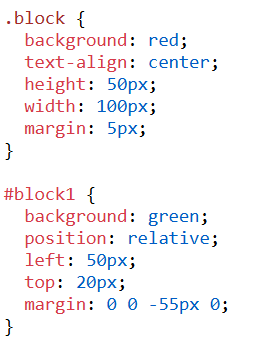 .block {
  background: red;
  text-align: center;
  height: 50px;
  width: 100px;
  margin: 5px;
}

#block1 {
  background: green;
  position: relative;
  left: 50px;
  top: 20px;
  margin: 0 0 -55px 0;
}